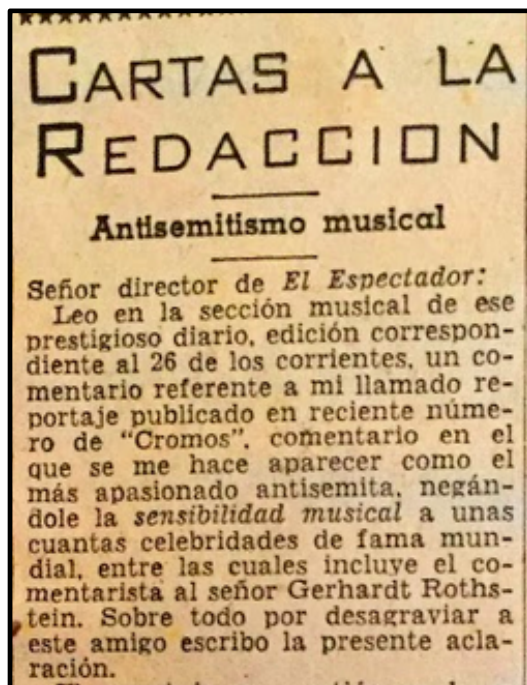 CARTAS A LA
REDACCION
Antisemitismo musical
Señor director de El Espectador:
Leo en la sección musical de ese
prestigioso diario, edición correspon-
diente al 26 de los corrientes, un co-
mentario referente a mi llamado re-
portaje publicado en reciente núme-
ro de "Cromos", comentario en el
que se me hace aparecer como el
más apasionado antisemita, negán-
dole la sensibilidad musical a unas
cuantas celebridades de fama mun-
dial, entre las cuales incluye el co-
mentarista al señor Gerhardt Roths-
tein. Sobre todo por desagraviar a
este amigo escribo la presente acla-
ración.